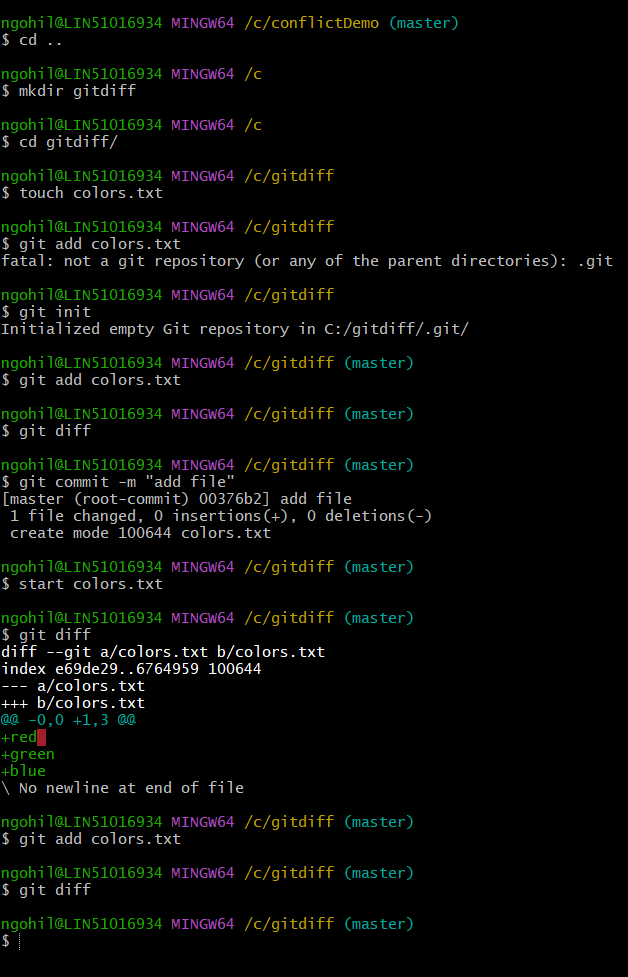 ngohil@LIN51016934 MINGW64 /c/conflictDemo (master)
$ cd ..
ngohil@LIN51016934 MINGW64 /c
$ mkdir gitdiff
ngohil@LIN51016934 MINGW64 /c
$ cd gitdiff/
ngohil@LIN51016934 MINGW64 /c/gitdiff
$ touch colors.txt
ngohil@LIN51016934 MINGW64 /c/gitdiff
$ git add colors.txt
fatal: not a git repository (or any of the parent directories): .git
ngohil@LIN51016934 MINGW64 /c/gitdiff
$ git init
Initialized empty Git repository in C:/gitdiff/.git/
ngohil@LIN51016934 MINGW64 /c/gitdiff (master)
$ git add colors.txt
ngohil@LIN51016934 MINGW64 /c/gitdiff (master)
$ git diff
ngohil@LIN51016934 MINGW64 /c/gitdiff (master)
$ git commit -m "add file"
[master (root-commit) 00376b2] add file
 1 file changed, 0 insertions(+), 0 deletions(-)
 create mode 100644 colors.txt
ngohil@LIN51016934 MINGW64 /c/gitdiff (master)
$ start colors.txt
ngohil@LIN51016934 MINGW64 /c/gitdiff (master)
$ git diff
diff --git a/colors.txt b/colors.txt
index e69de29..6764959 100644
--- a/colors.txt
+++ b/colors.txt
@@ -0,0 +1,3 @@
+red
+green
+blue
\ No newline at end of file
ngohil@LIN51016934 MINGW64 /c/gitdiff (master)
$ git add colors.txt
ngohil@LIN51016934 MINGW64 /c/gitdiff (master)
$ git diff
ngohil@LIN51016934 MINGW64 /c/gitdiff (master)
$